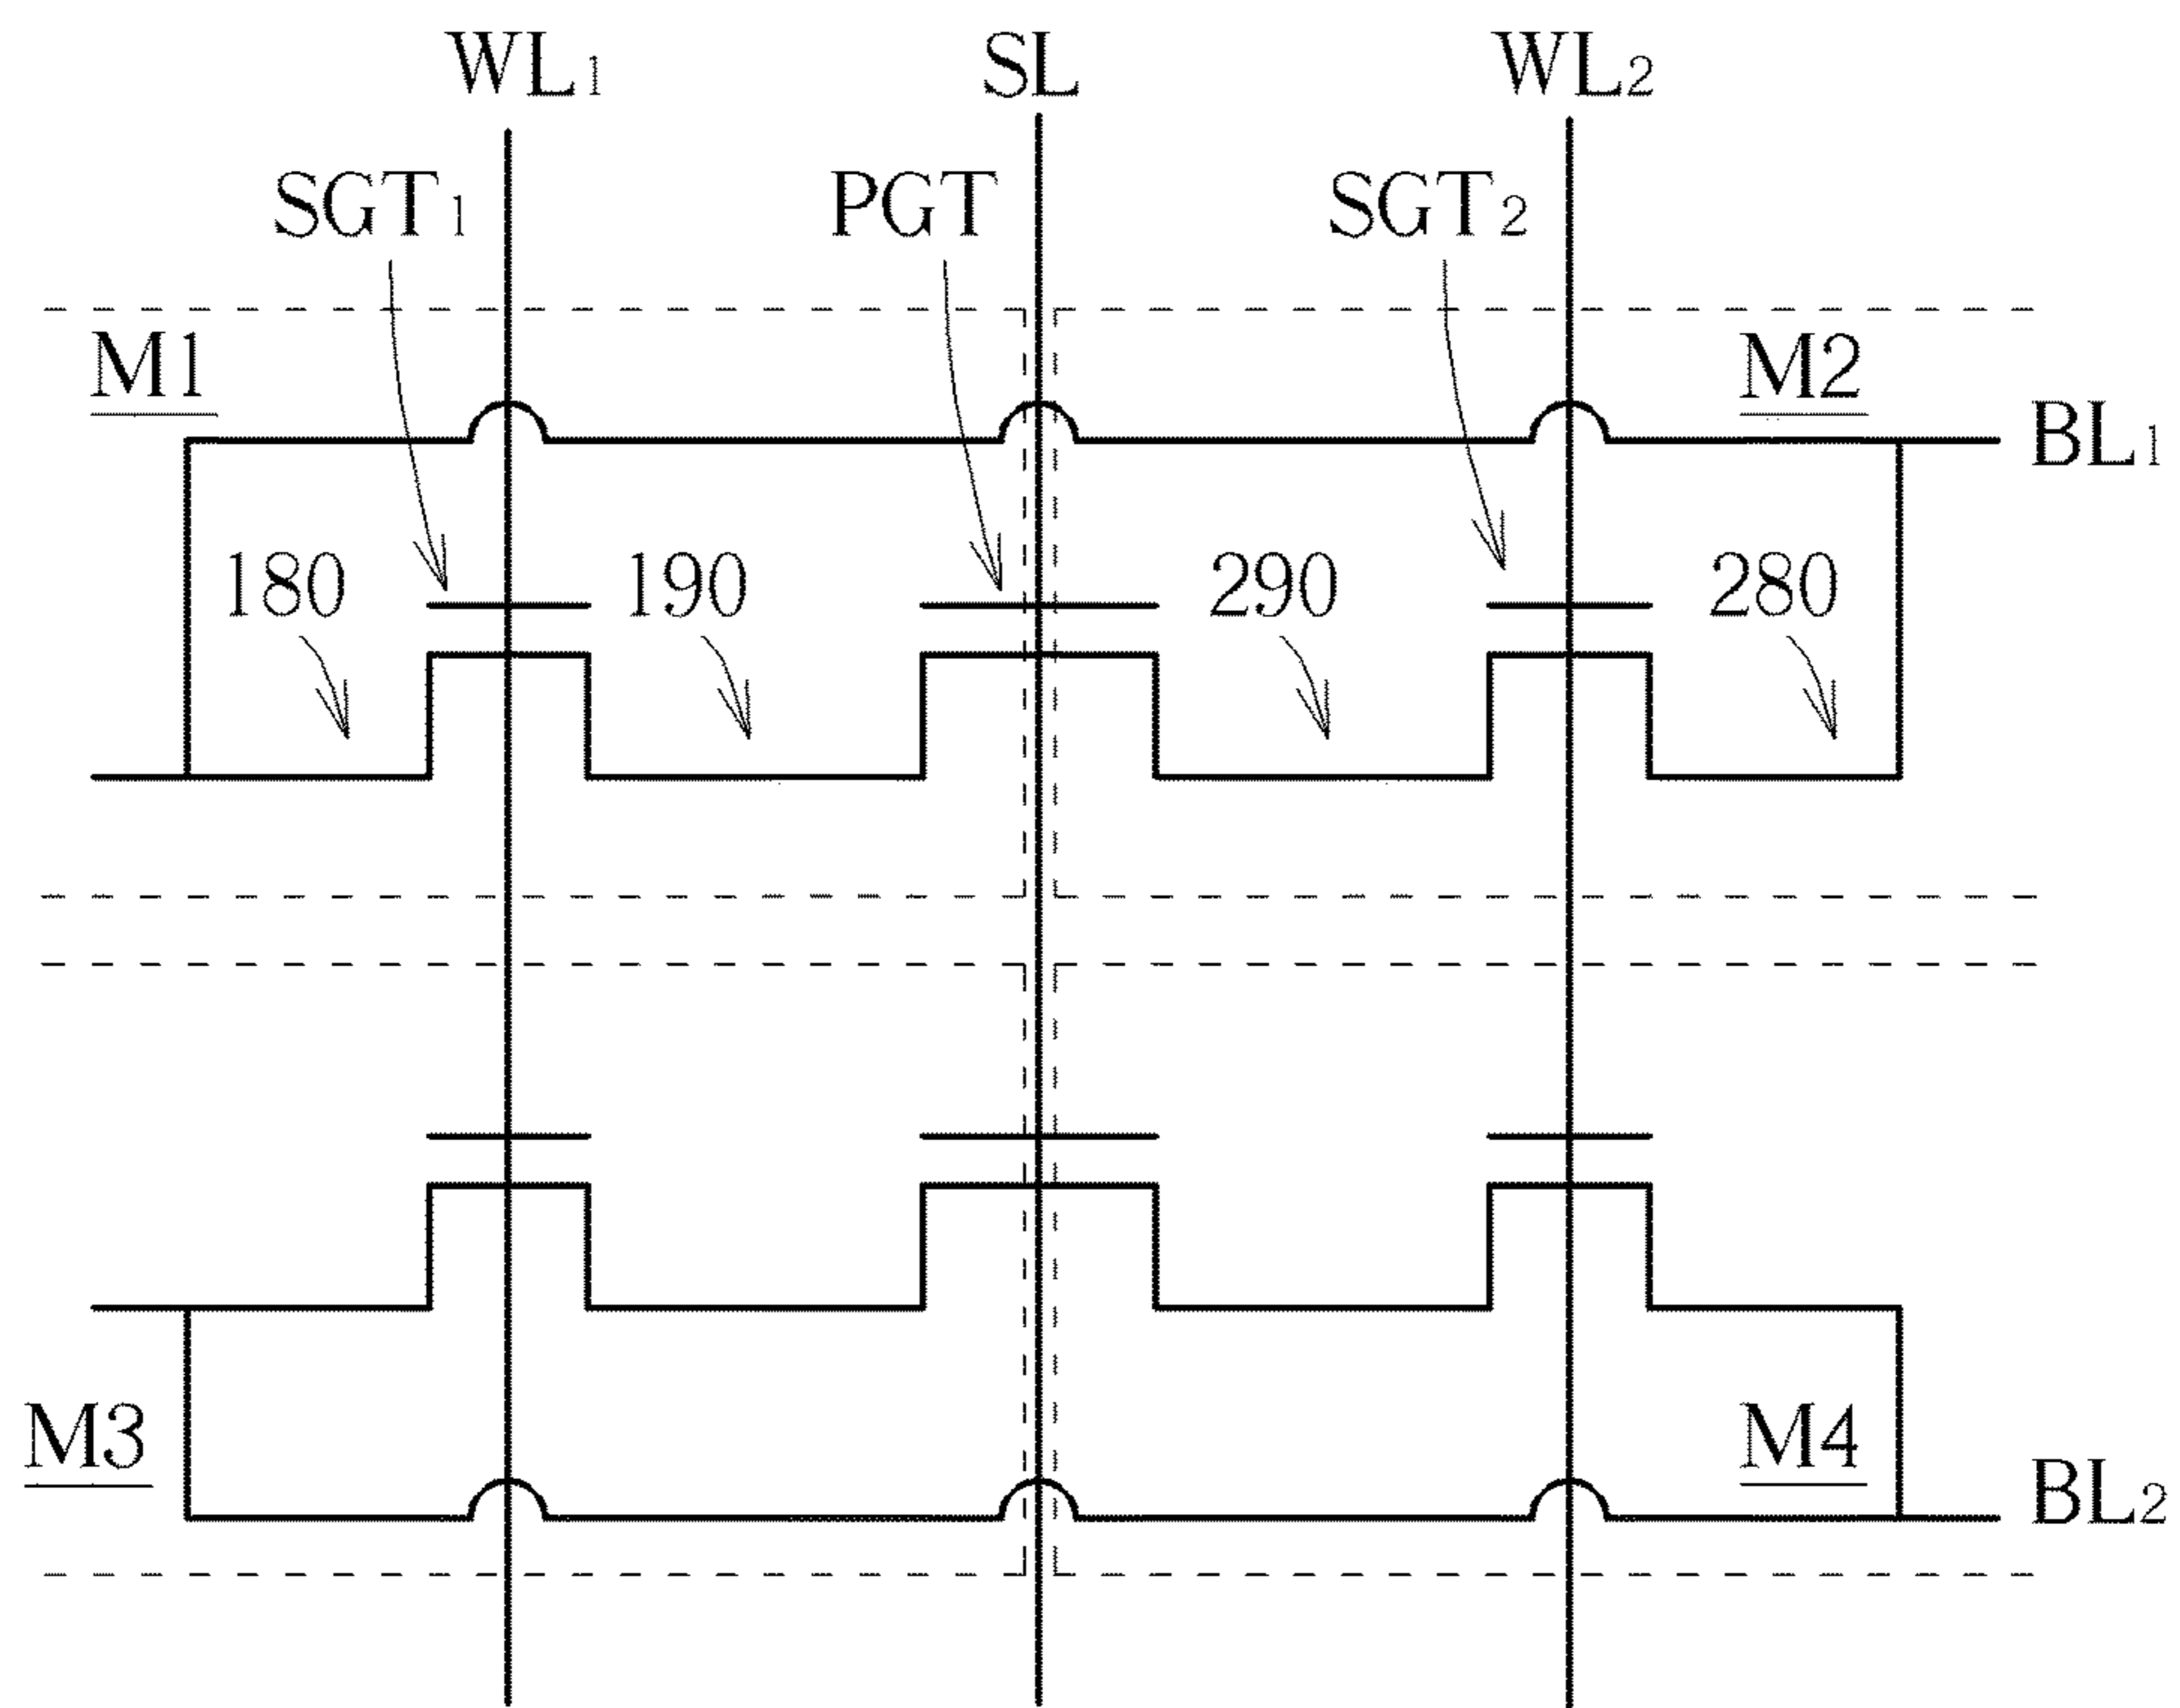 WL1 SL WL2
SGT1 PGT SGT2
M1 M2
BL1
180 190 290 280
M3 M4
BL2